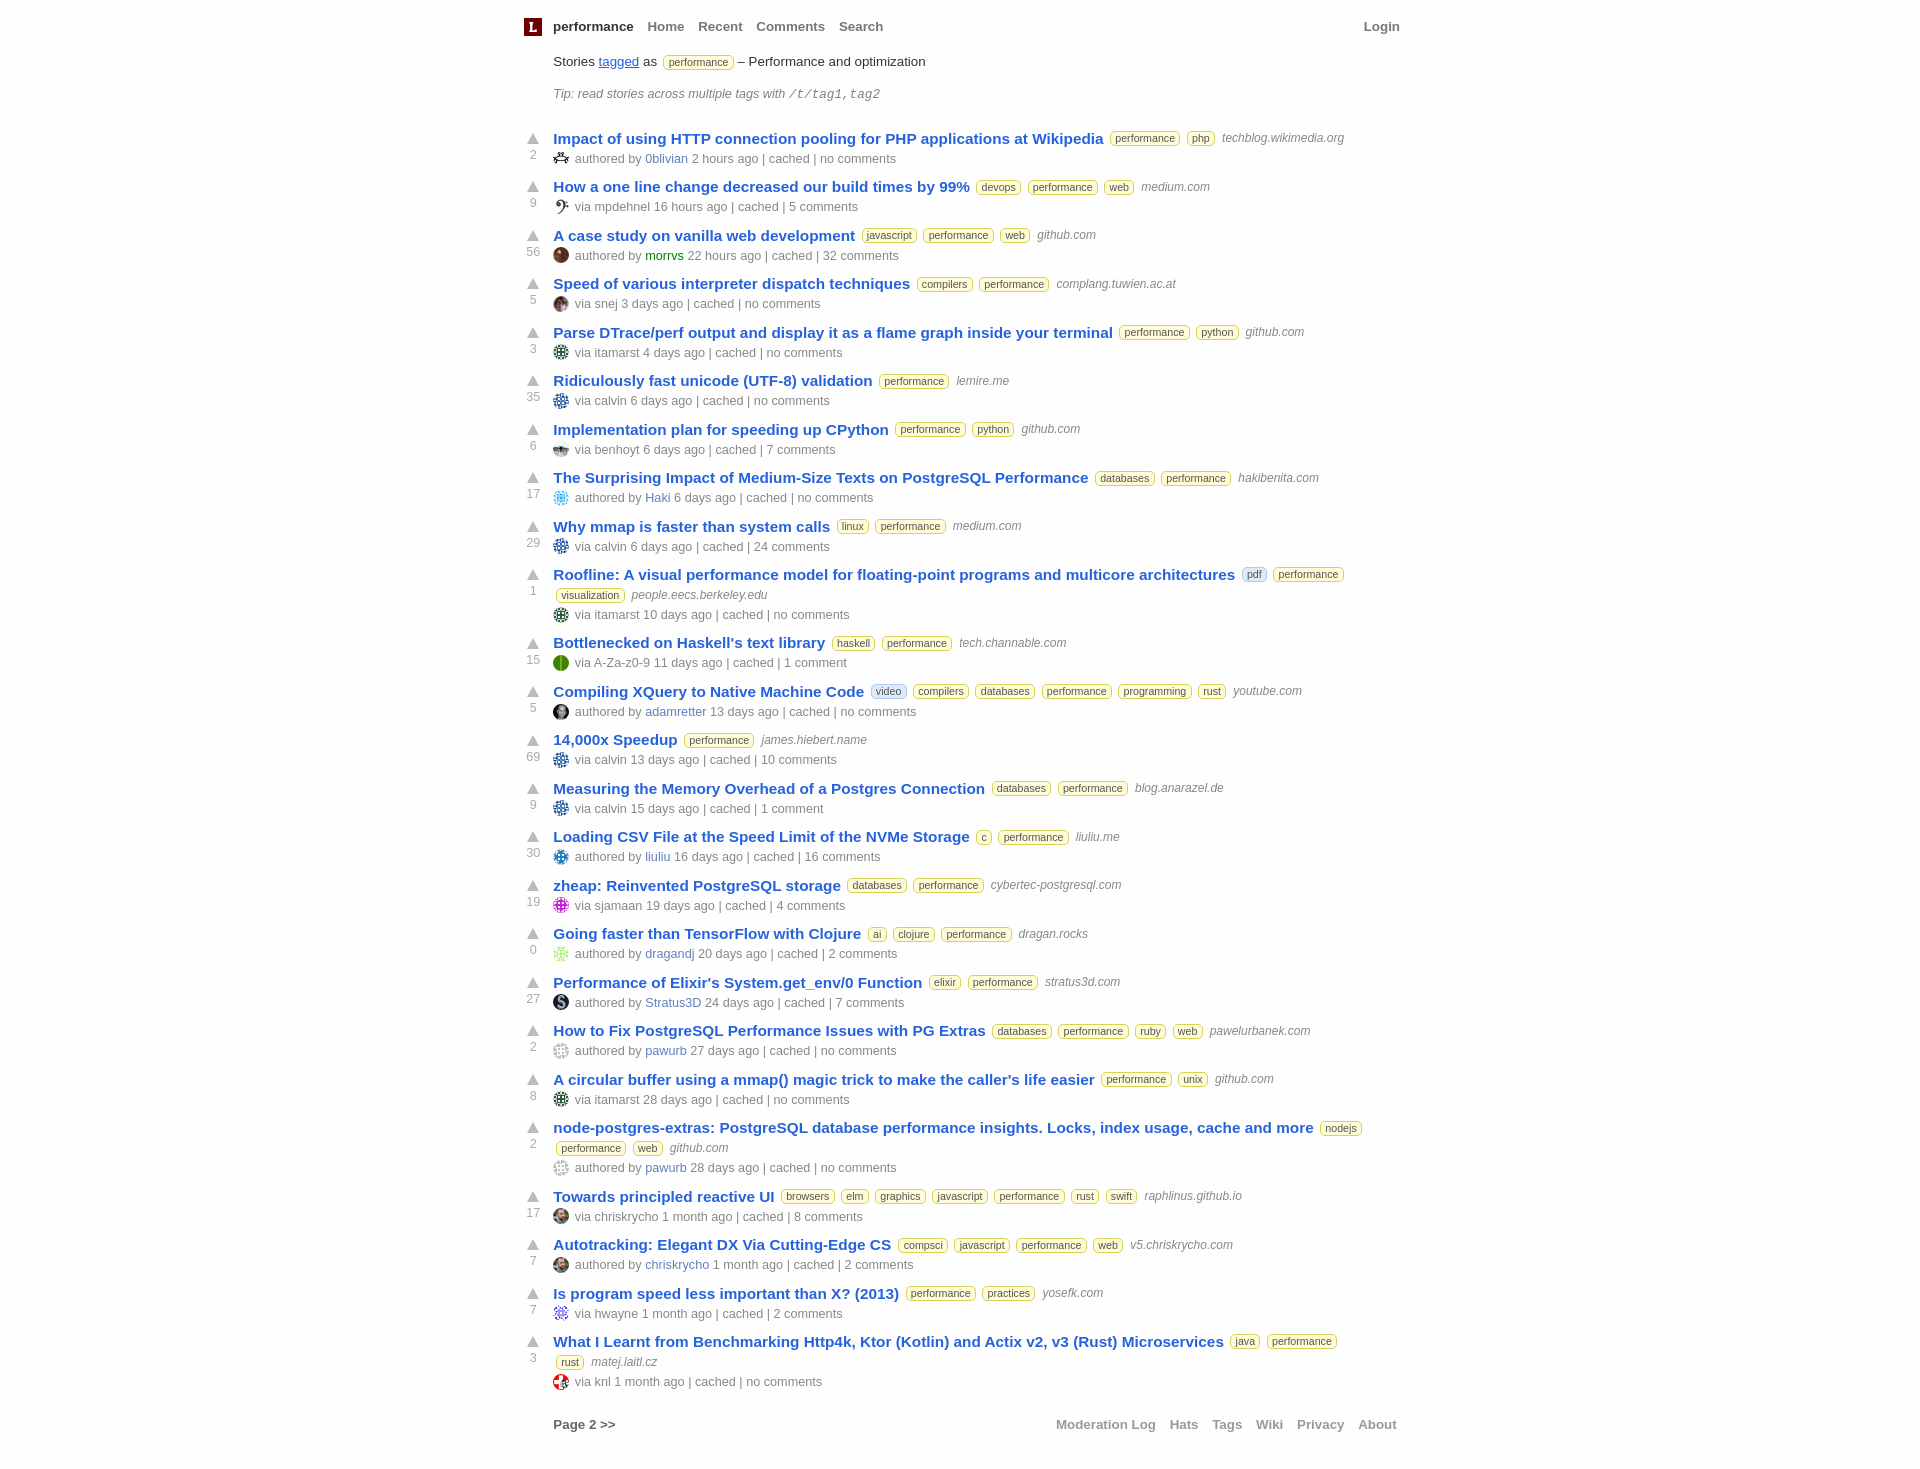 L performance Home Recent Comments Search Login
Stories tagged as performance – Performance and optimization
Tip: read stories across multiple tags with /t/tag1,tag2
Impact of using HTTP connection pooling for PHP applications at Wikipedia performance php techblog.wikimedia.org
2 authored by 0blivian 2 hours ago | cached | no comments
How a one line change decreased our build times by 99% devops performance web medium.com
9 via mpdehnel 16 hours ago | cached | 5 comments
A case study on vanilla web development javascript performance web github.com
56 authored by morrvs 22 hours ago | cached | 32 comments
Speed of various interpreter dispatch techniques compilers performance complang.tuwien.ac.at
5 via snej 3 days ago | cached | no comments
Parse DTrace/perf output and display it as a flame graph inside your terminal performance python github.com
3 via itamarst 4 days ago | cached | no comments
Ridiculously fast unicode (UTF-8) validation performance lemire.me
35 via calvin 6 days ago | cached | no comments
Implementation plan for speeding up CPython performance python github.com
6 via benhoyt 6 days ago | cached | 7 comments
The Surprising Impact of Medium-Size Texts on PostgreSQL Performance databases performance hakibenita.com
17 authored by Haki 6 days ago | cached | no comments
Why mmap is faster than system calls linux performance medium.com
29 via calvin 6 days ago | cached | 24 comments
Roofline: A visual performance model for floating-point programs and multicore architectures pdf performance
1 visualization people.eecs.berkeley.edu
via itamarst 10 days ago | cached | no comments
Bottlenecked on Haskell's text library haskell performance tech.channable.com
15 via A-Za-z0-9 11 days ago | cached | 1 comment
Compiling XQuery to Native Machine Code video compilers databases performance programming rust youtube.com
5 authored by adamretter 13 days ago | cached | no comments
14,000x Speedup performance james.hiebert.name
69 via calvin 13 days ago | cached | 10 comments
Measuring the Memory Overhead of a Postgres Connection databases performance blog.anarazel.de
9 via calvin 15 days ago | cached | 1 comment
Loading CSV File at the Speed Limit of the NVMe Storage c performance liuliu.me
30 authored by liuliu 16 days ago | cached | 16 comments
zheap: Reinvented PostgreSQL storage databases performance cybertec-postgresql.com
19 via sjamaan 19 days ago | cached | 4 comments
Going faster than TensorFlow with Clojure ai clojure performance dragan.rocks
0 authored by dragandj 20 days ago | cached | 2 comments
Performance of Elixir's System.get_env/0 Function elixir performance stratus3d.com
27 authored by Stratus3D 24 days ago | cached | 7 comments
How to Fix PostgreSQL Performance Issues with PG Extras databases performance ruby web pawelurbanek.com
2 authored by pawurb 27 days ago | cached | no comments
A circular buffer using a mmap() magic trick to make the caller's life easier performance unix github.com
8 via itamarst 28 days ago | cached | no comments
node-postgres-extras: PostgreSQL database performance insights. Locks, index usage, cache and more nodejs
2 performance web github.com
authored by pawurb 28 days ago | cached | no comments
Towards principled reactive UI browsers elm graphics javascript performance rust swift raphlinus.github.io
17 via chriskrycho 1 month ago | cached | 8 comments
Autotracking: Elegant DX Via Cutting-Edge CS compsci javascript performance web v5.chriskrycho.com
7 authored by chriskrycho 1 month ago | cached | 2 comments
Is program speed less important than X? (2013) performance practices yosefk.com
7 via hwayne 1 month ago | cached | 2 comments
What I Learnt from Benchmarking Http4k, Ktor (Kotlin) and Actix v2, v3 (Rust) Microservices java performance
3 rust matej.laitl.cz
via knl 1 month ago | cached | no comments
Page 2 >> Moderation Log Hats Tags Wiki Privacy About